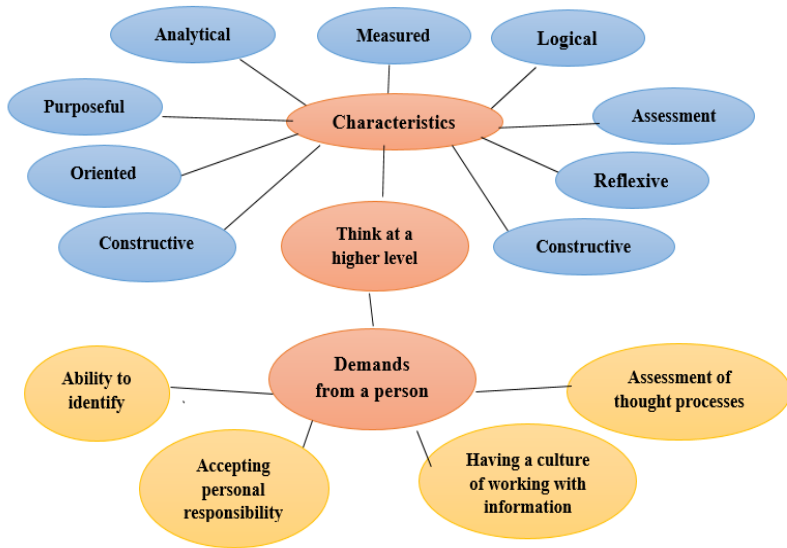 Analytical
Measured
Logical
Purposeful
Characteristics
Assessment
Oriented
Reflexive
Constructive
Think at a
higher level
Constructive
Demands
from a person
Ability to
identify
Assessment of
thought processes
Accepting
personal
responsibility
Having a culture
of working with
information